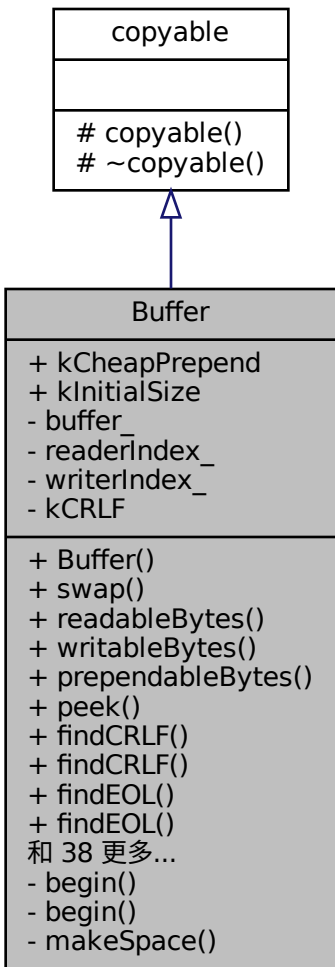 copyable
# copyable()
# ~copyable()
Buffer
+ kCheapPrepend
+ kInitialSize
- buffer_
- readerIndex_
- writerIndex_
- kCRLF
+ Buffer()
+ swap()
+ readableBytes()
+ writableBytes()
+ prependableBytes()
+ peek()
+ findCRLF()
+ findCRLF()
+ findEOL()
+ findEOL()
和 38 更多...
- begin()
- begin()
- makeSpace()